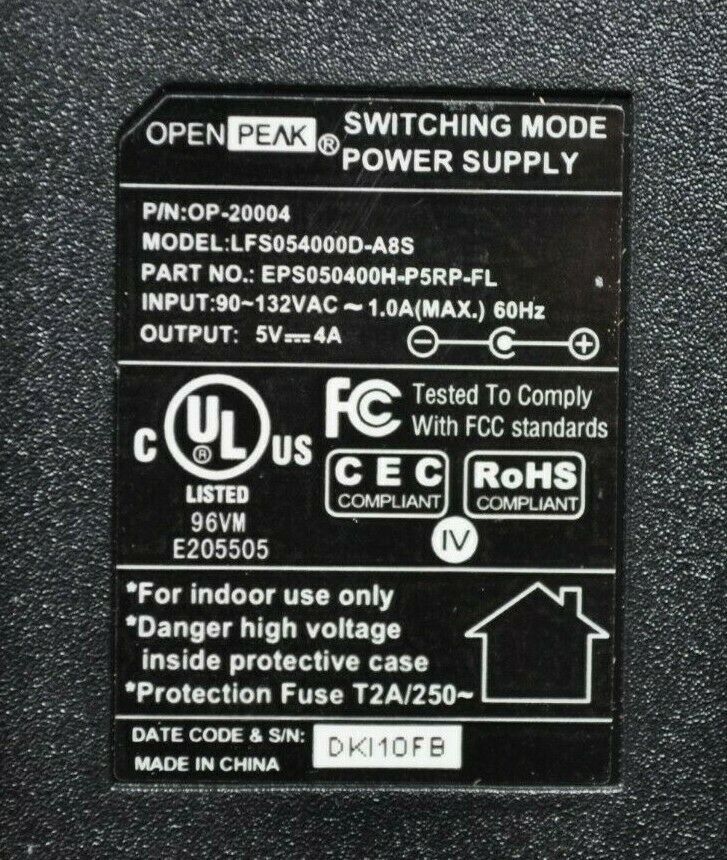 OPENPEAK® SWITCHING MODE
POWER SUPPLY
P/N:OP-20004
MODEL:LFS054000D-A8S
PART NO.: EPS050400H-P5RP-FL
INPUT:90~132VAC ~ 1.0A(MAX.) 60Hz
OUTPUT: 5V⎓4A
− +
C UL® US
LISTED
96VM
E205505
FC Tested To Comply
With FCC standards
CEC
COMPLIANT
RoHS
COMPLIANT
IV
*For indoor use only
*Danger high voltage
inside protective case
*Protection Fuse T2A/250~
DATE CODE & S/N: DKI10FB
MADE IN CHINA